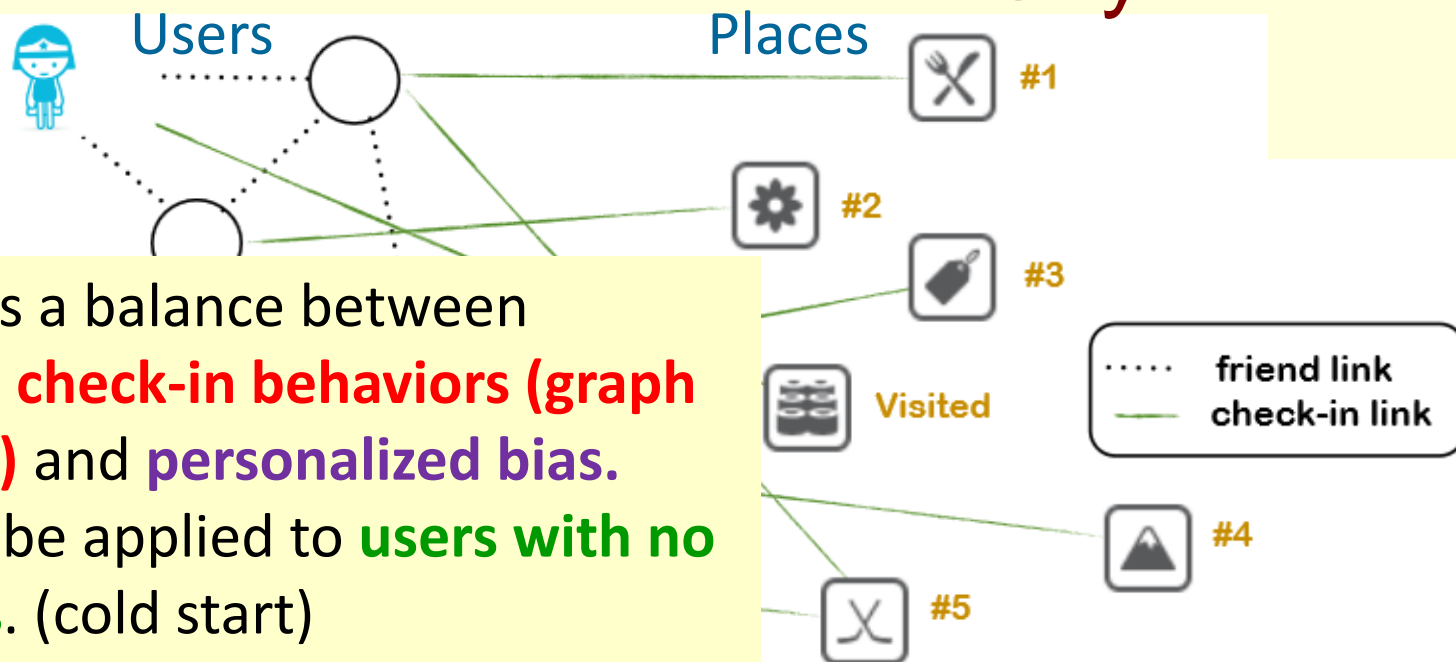 Users
Places
#1
#2
#3
s a balance between
check-in behaviors (graph
) and personalized bias.
be applied to users with no
. (cold start)
Visited
friend link
check-in link
#4
#5